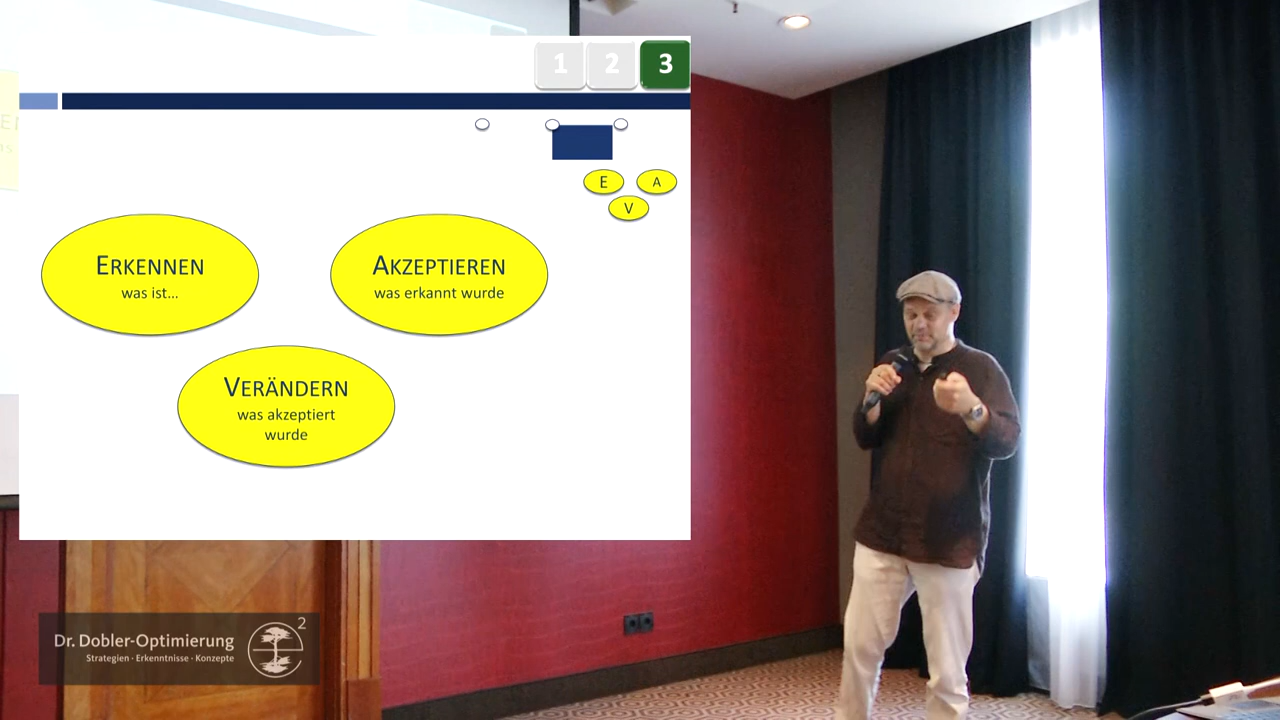 1 2 3
E A
V
ERKENNEN
was ist...
AKZEPTIEREN
was erkannt wurde
VERÄNDERN
was akzeptiert
wurde
Dr. Dobler-Optimierung
Strategien · Erkenntnisse · Konzepte
2